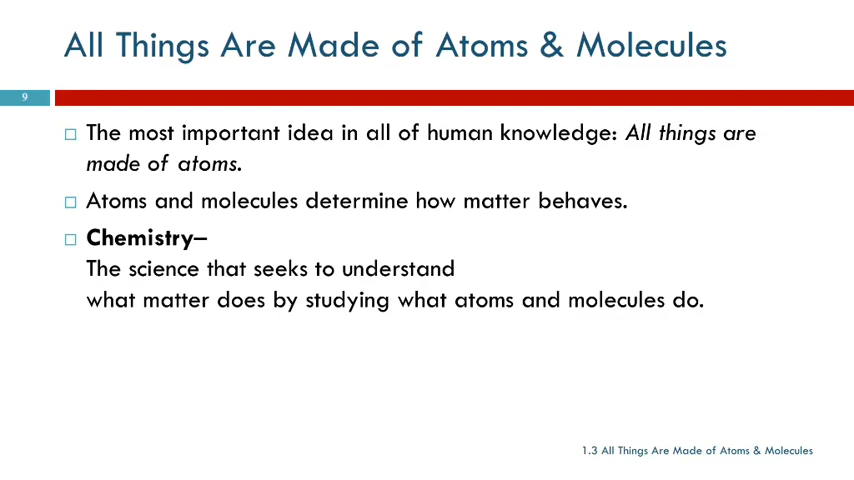 All Things Are Made of Atoms & Molecules
9
The most important idea in all of human knowledge: All things are
made of atoms.
Atoms and molecules determine how matter behaves.
Chemistry–
The science that seeks to understand
what matter does by studying what atoms and molecules do.
1.3 All Things Are Made of Atoms & Molecules